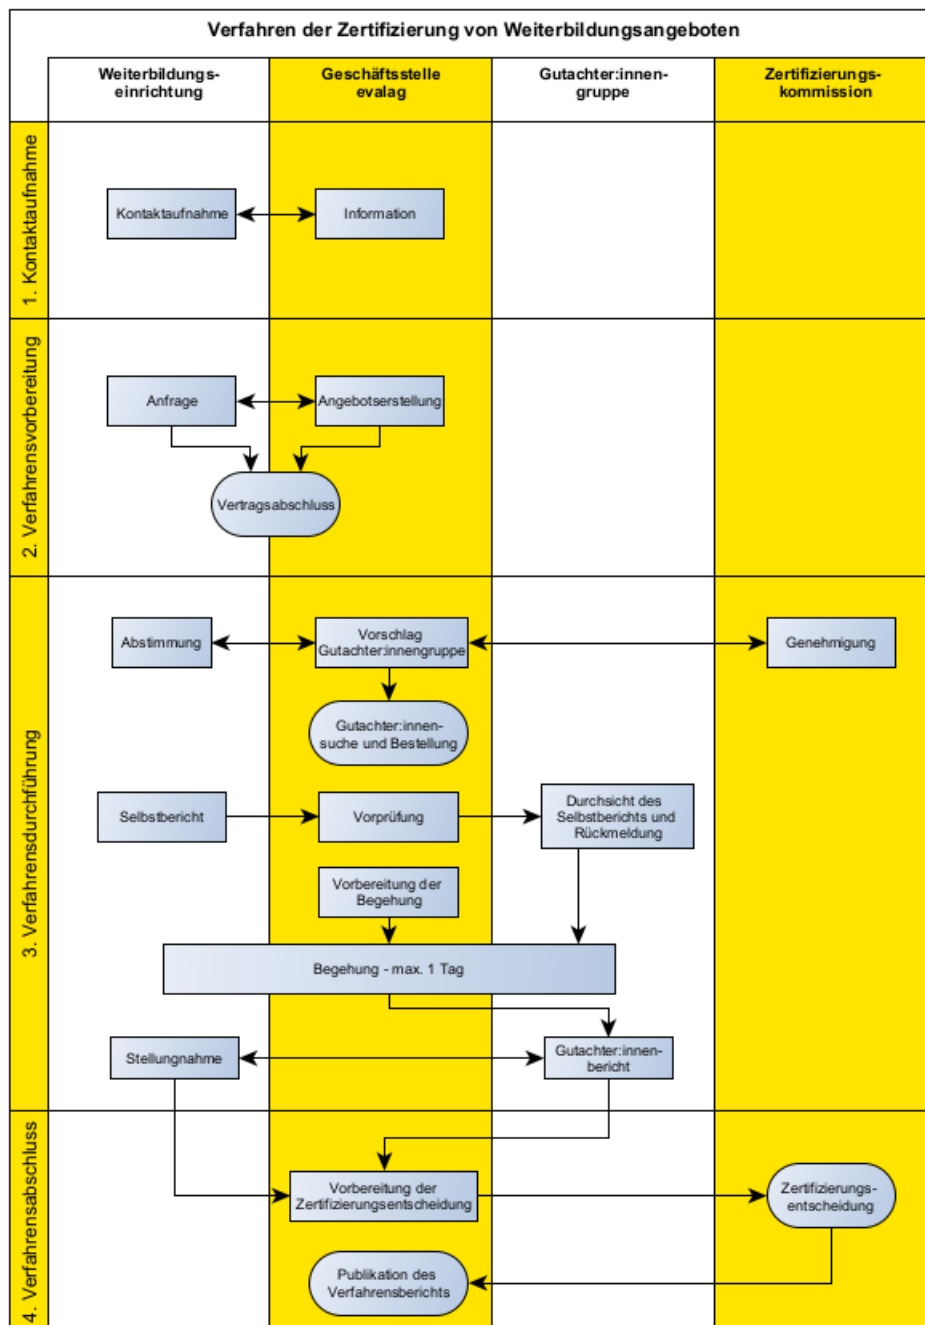 Verfahren der Zertifizierung von Weiterbildungsangeboten
Weiterbildungs-
einrichtung
Geschäftsstelle
evalag
Gutachter:innen-
gruppe
Zertifizierungs-
kommission
1. Kontaktaufnahme
Kontaktaufnahme
Information
2. Verfahrensvorbereitung
Anfrage
Angebotserstellung
Vertragsabschluss
3. Verfahrensdurchführung
Abstimmung
Vorschlag
Gutachter:innengruppe
Genehmigung
Gutachter:innen-
suche und Bestellung
Selbstbericht
Vorprüfung
Durchsicht des
Selbstberichts und
Rückmeldung
Vorbereitung der
Begehung
Begehung - max. 1 Tag
Stellungnahme
Gutachter:innen-
bericht
4. Verfahrensabschluss
Vorbereitung der
Zertifizierungsentscheidung
Zertifizierungs-
entscheidung
Publikation des
Verfahrensberichts